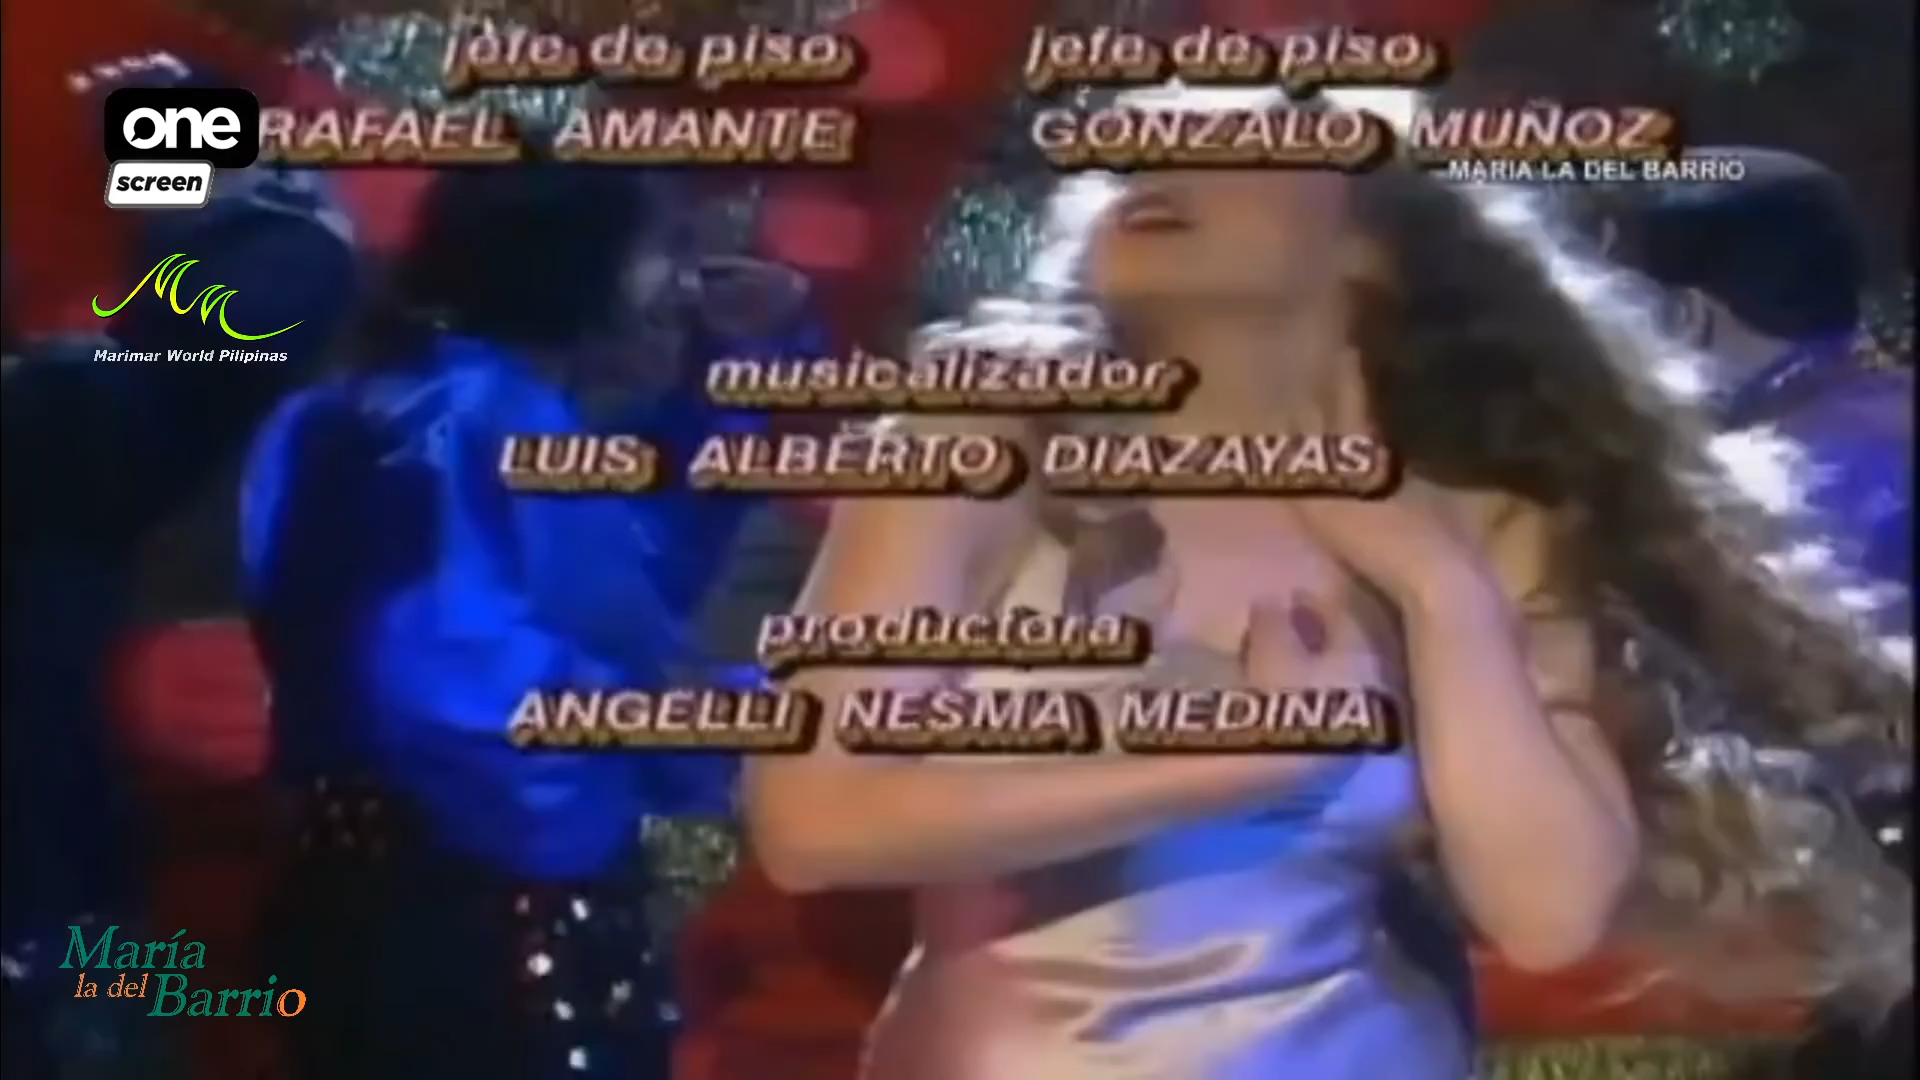 jefe de piso
RAFAEL AMANTE
jefe de piso
GONZALO MUÑOZ
MARIA LA DEL BARRIO
one
screen
Marimar World Pilipinas
musicalizador
LUIS ALBERTO DIAZAYAS
productora
ANGELLI NESMA MEDINA
María
la del Barrio